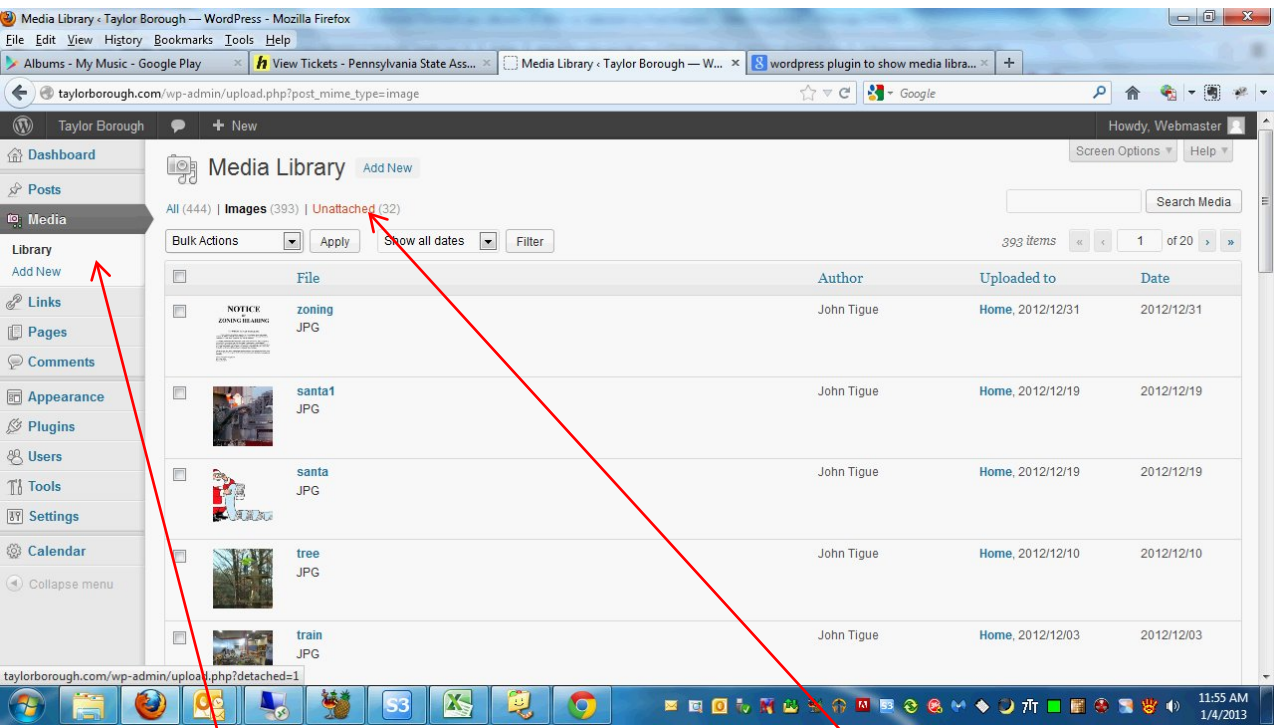 Media Library ‹ Taylor Borough — WordPress - Mozilla Firefox
File Edit View History Bookmarks Tools Help
Albums - My Music - Google Play
View Tickets - Pennsylvania State Ass...
Media Library ‹ Taylor Borough — W...
wordpress plugin to show media libra...
taylorborough.com/wp-admin/upload.php?post_mime_type=image
Google
Taylor Borough + New Howdy, Webmaster
Dashboard
Posts
Media
Library
Add New
Links
Pages
Comments
Appearance
Plugins
Users
Tools
Settings
Calendar
Collapse menu
Screen Options Help
Media Library Add New
All (444) | Images (393) | Unattached (32)
Search Media
Bulk Actions Apply Show all dates Filter
393 items « ‹ 1 of 20 › »
File Author Uploaded to Date
NOTICE
ZONING HEARING
zoning John Tigue Home, 2012/12/31 2012/12/31
JPG
santa1 John Tigue Home, 2012/12/19 2012/12/19
JPG
santa John Tigue Home, 2012/12/19 2012/12/19
JPG
tree John Tigue Home, 2012/12/10 2012/12/10
JPG
train John Tigue Home, 2012/12/03 2012/12/03
JPG
taylorborough.com/wp-admin/upload.php?detached=1
S3
11:55 AM
1/4/2013